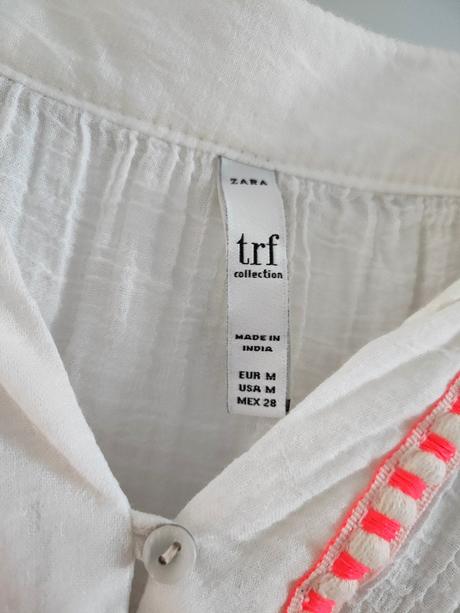 ZARA
trf
collection
MADE IN
INDIA
EUR M
USA M
MEX 28